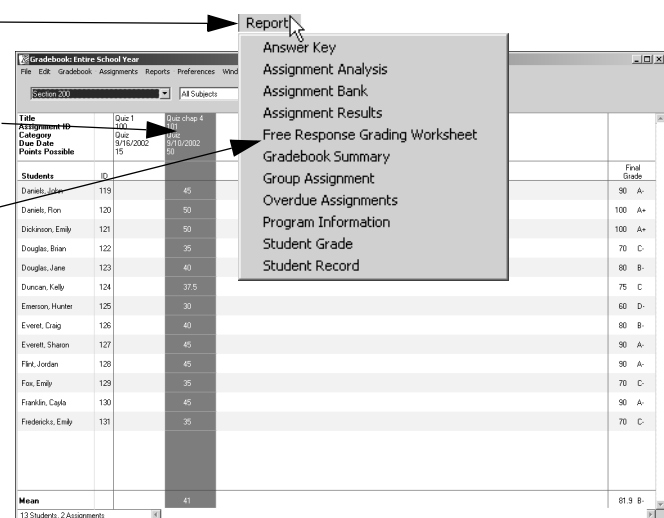 Report
Answer Key
Assignment Analysis
Assignment Bank
Assignment Results
Free Response Grading Worksheet
Gradebook Summary
Group Assignment
Overdue Assignments
Program Information
Student Grade
Student Record
Gradebook: Entire School Year
File Edit Gradebook Assignments Reports Preferences Wind
Section 200 All Subjects
Title Quiz 1 Quiz chap 4
Assignment ID 100 101
Category Quiz Quiz
Due Date 9/16/2002 9/10/2002
Points Possible 15 50
Students ID Final Grade
Daniels, John 119 45 90 A-
Daniels, Ron 120 50 100 A+
Dickinson, Emily 121 50 100 A+
Douglas, Brian 122 35 70 C-
Douglas, Jane 123 40 80 B-
Duncan, Kelly 124 37.5 75 C
Emerson, Hunter 125 30 60 D-
Everet, Craig 126 40 80 B-
Everett, Sharon 127 45 90 A-
Flint, Jordan 128 45 90 A-
Fox, Emily 129 35 70 C-
Franklin, Cayla 130 45 90 A-
Fredericks, Emily 131 35 70 C-
Mean 41 81.9 B-
13 Students, 2 Assignments